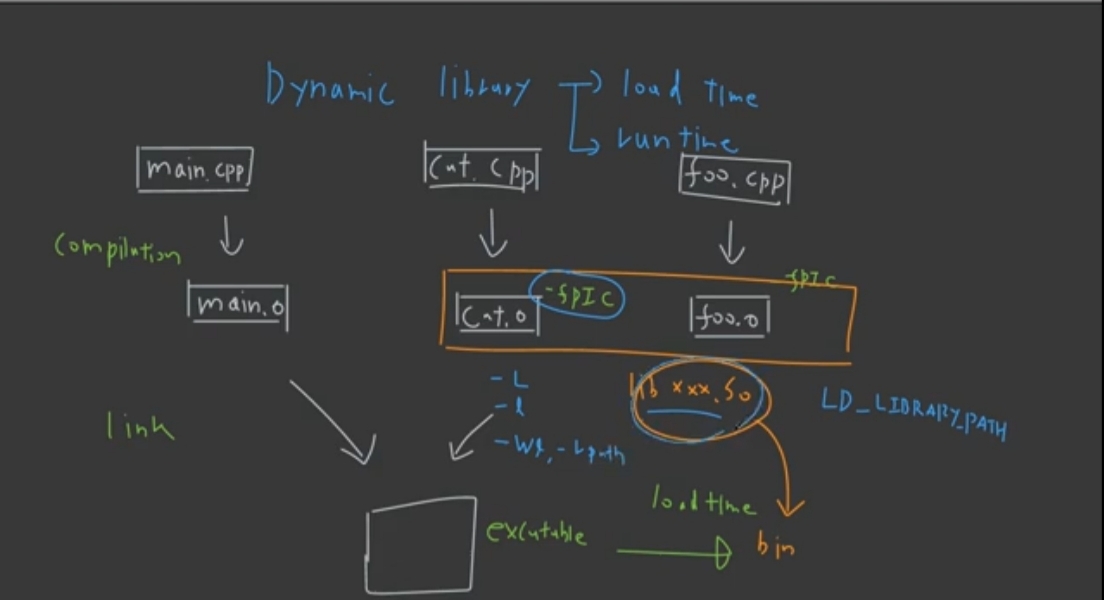 Dynamic library → load time
→ runtime
main.cpp
cat.cpp
foo.cpp
compilation
main.o
cat.o
-fpIc
foo.o
-fpIc
-L
-l
-Wl,-Lpath
lib xxx.so
LD_LIBRARY_PATH
link
load time
excutable
bin